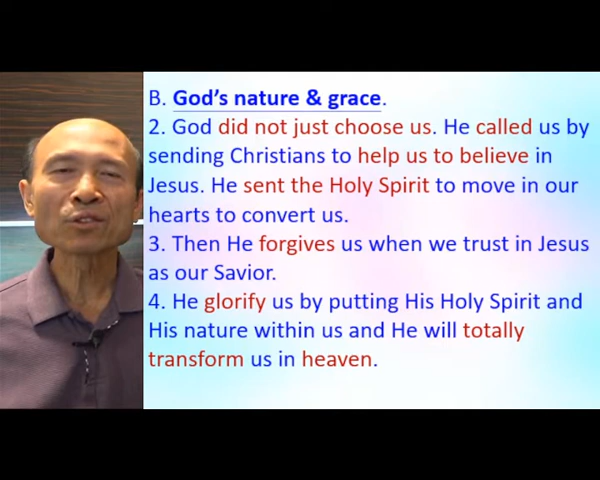 B. God's nature & grace.
2. God did not just choose us. He called us by
sending Christians to help us to believe in
Jesus. He sent the Holy Spirit to move in our
hearts to convert us.
3. Then He forgives us when we trust in Jesus
as our Savior.
4. He glorify us by putting His Holy Spirit and
His nature within us and He will totally
transform us in heaven.